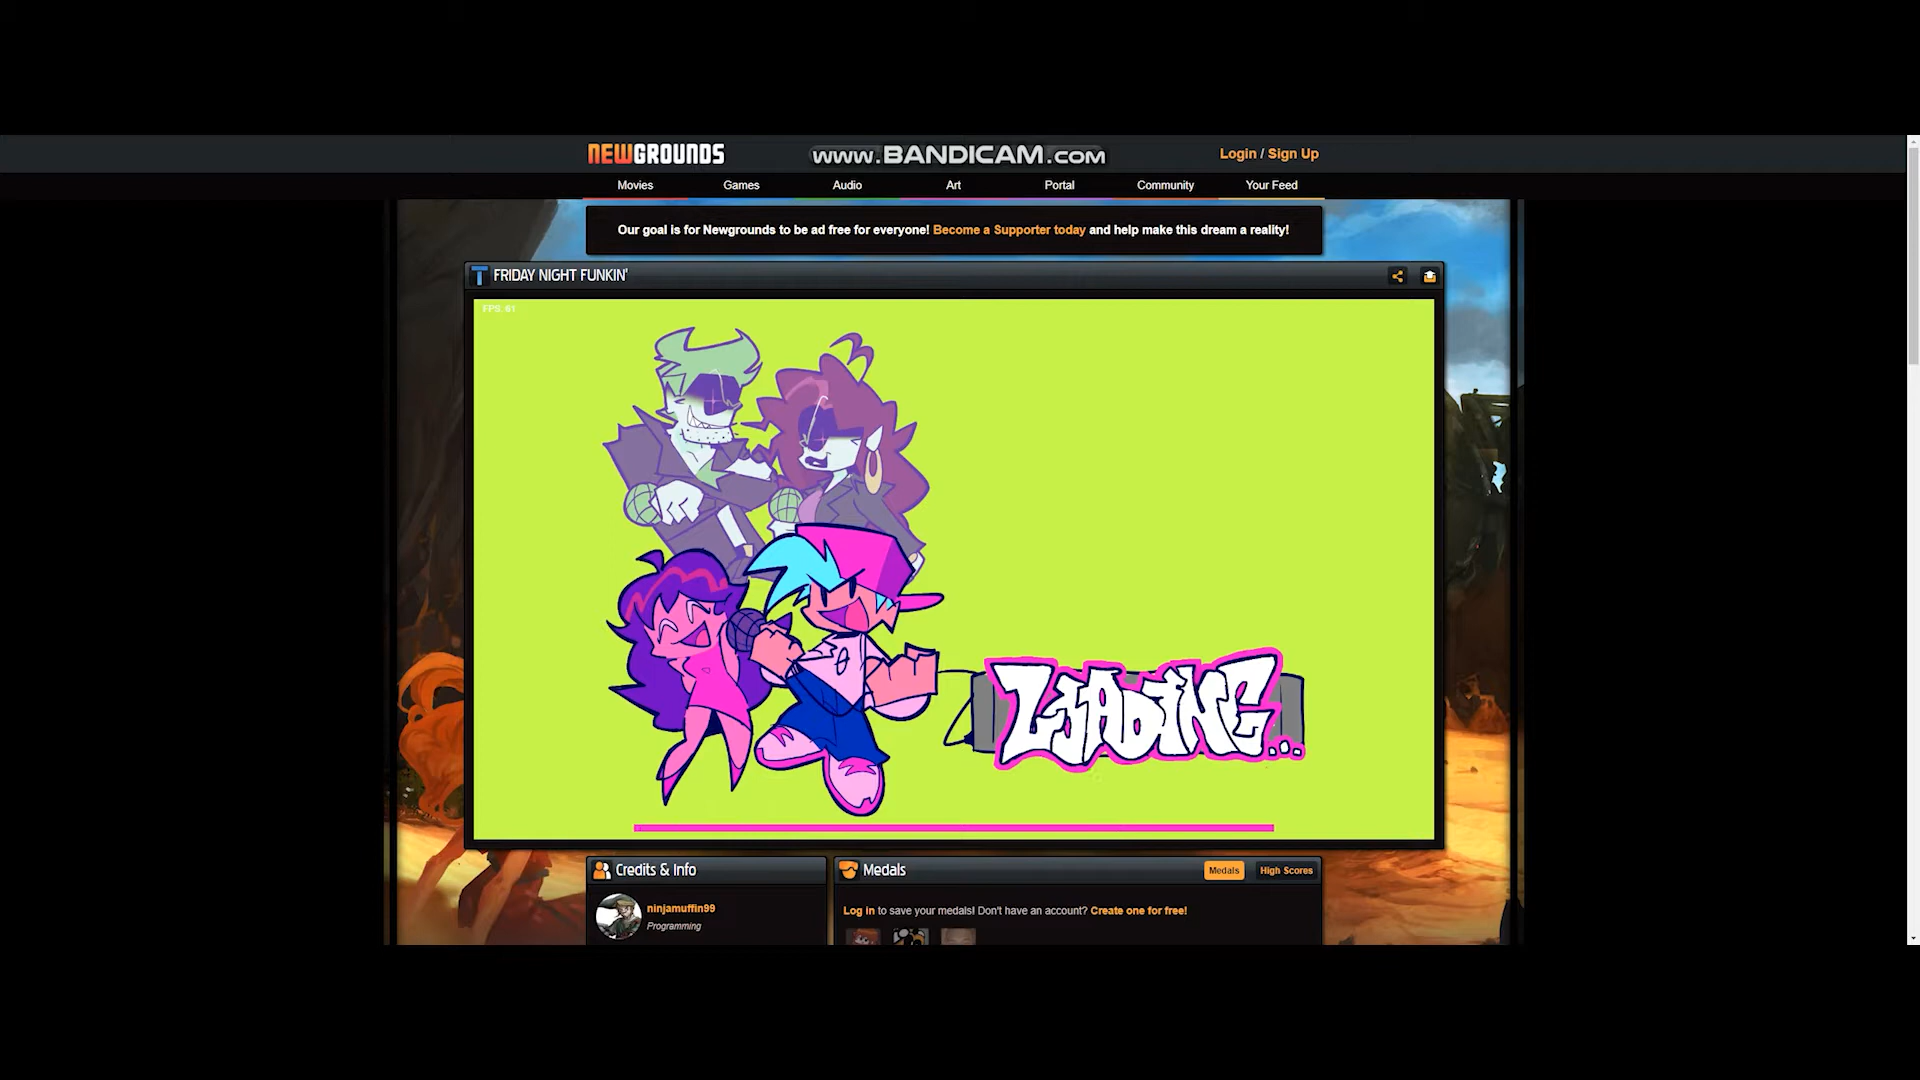 NEWGROUNDS
www.BANDICAM.com
Login / Sign Up
Movies
Games
Audio
Art
Portal
Community
Your Feed
Our goal is for Newgrounds to be ad free for everyone! Become a Supporter today and help make this dream a reality!
T FRIDAY NIGHT FUNKIN'
FPS: 61
LOADING...
Credits & Info
Medals
Medals
High Scores
ninjamuffin99
Programming
Log in to save your medals! Don't have an account? Create one for free!